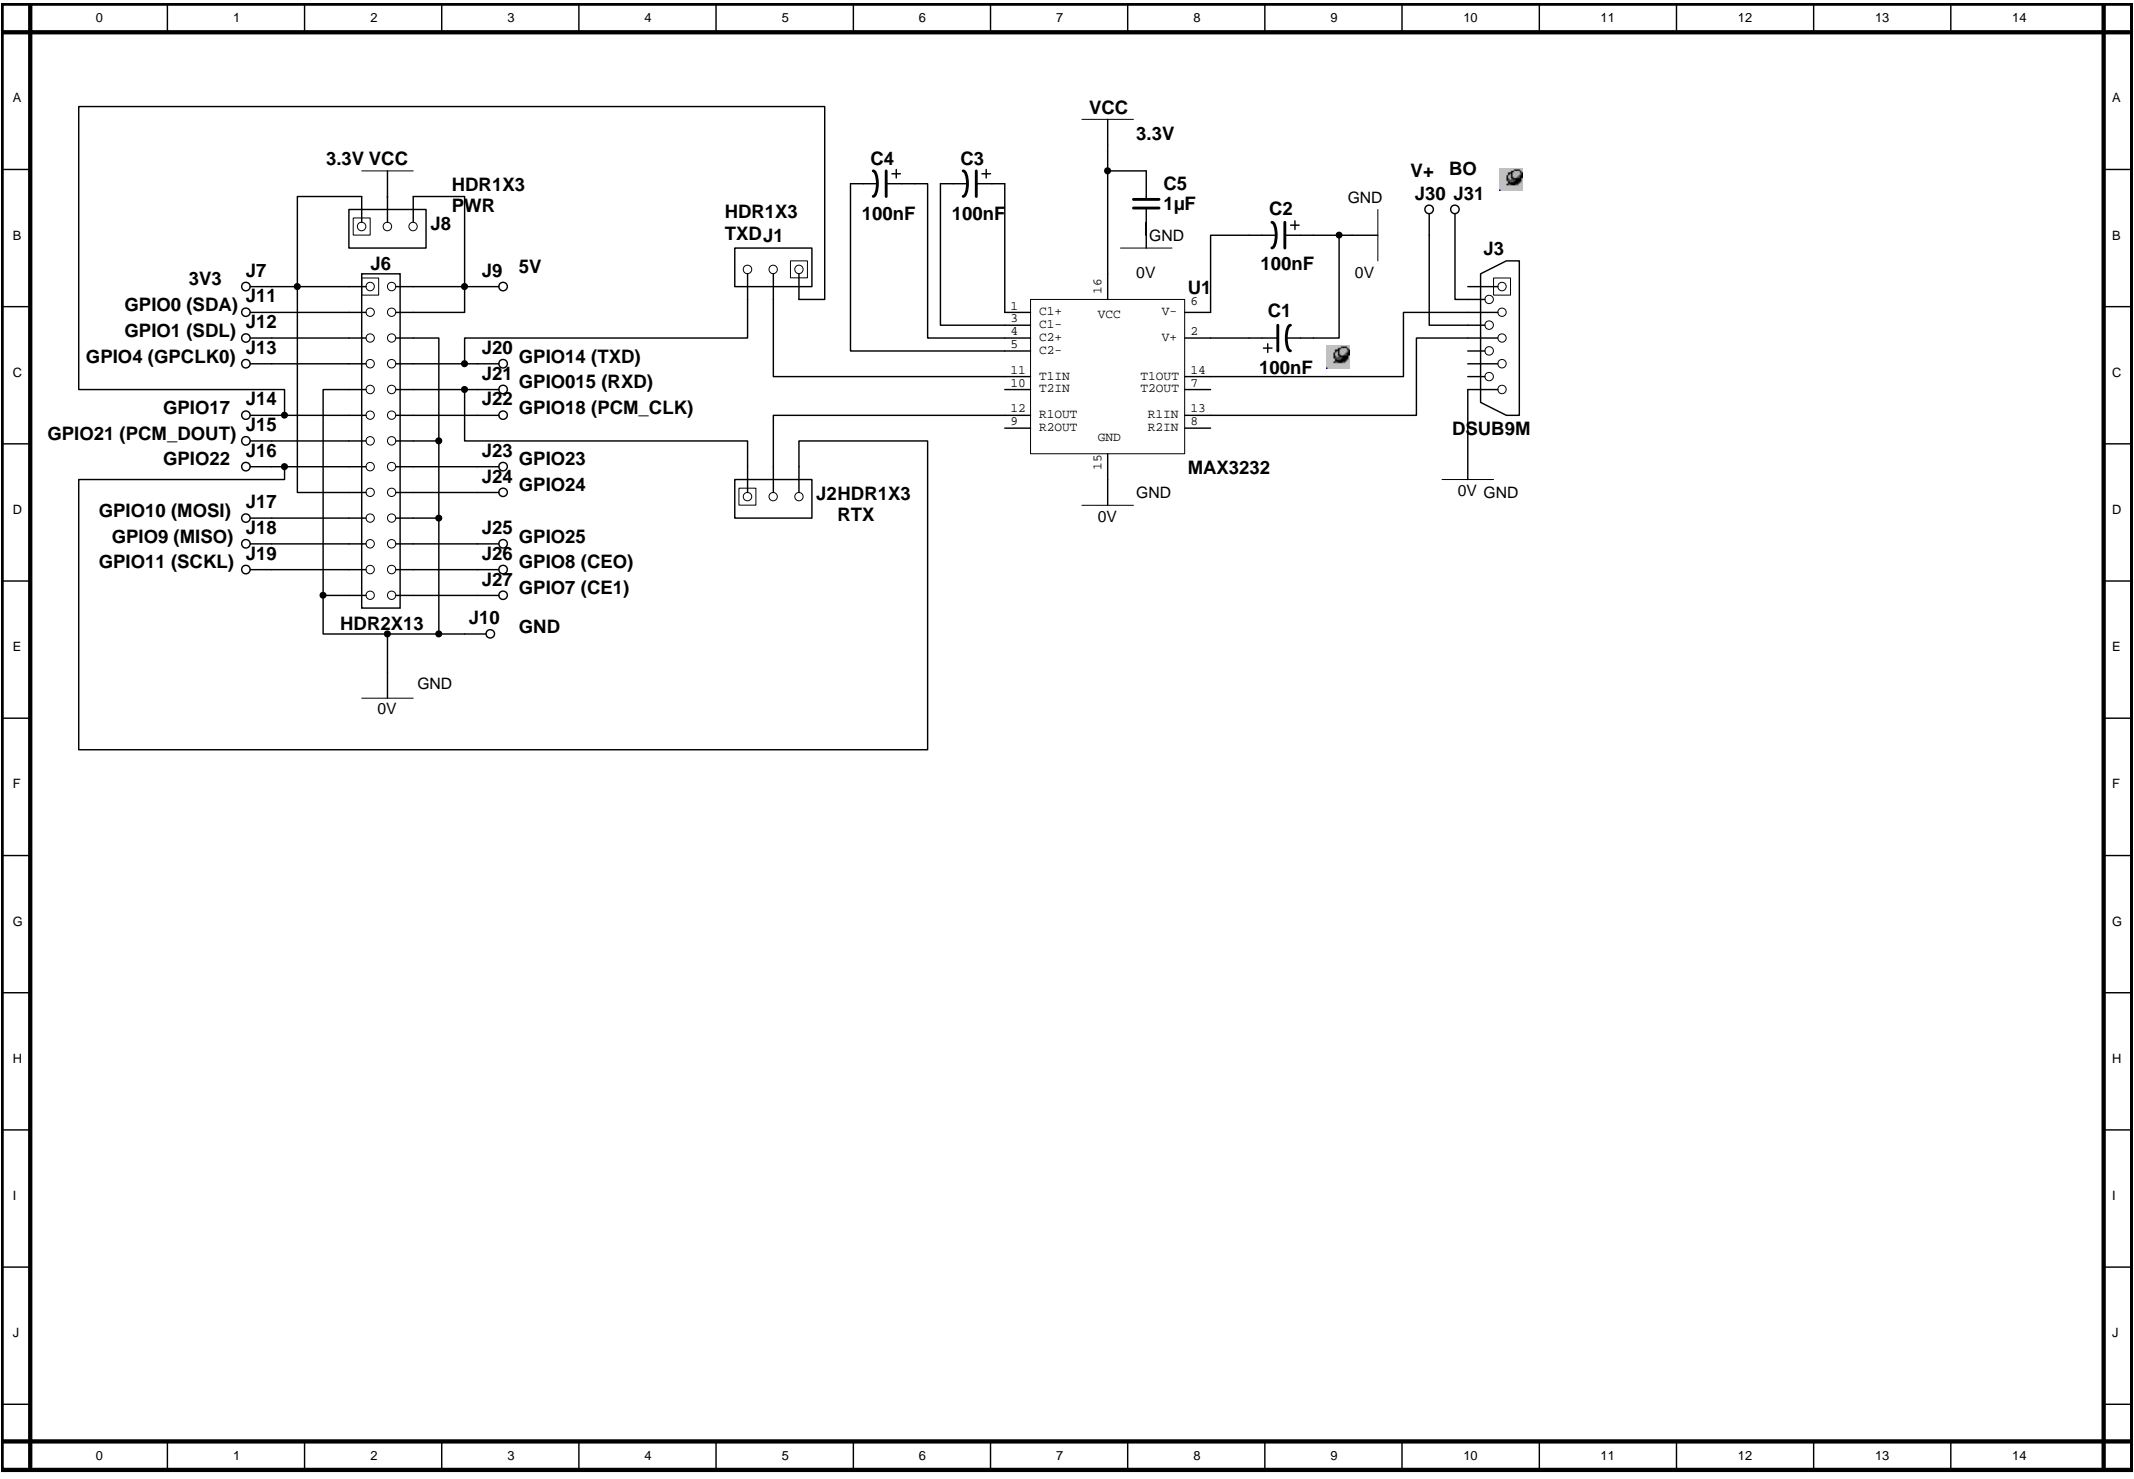 0 1 2 3 4 5 6 7 8 9 10 11 12 13 14
A A
B B
C C
D D
E E
F F
G G
H H
I I
J J
3.3V VCC
HDR1X3
PWR
J8
J6
J7
3V3
J11
GPIO0 (SDA)
J12
GPIO1 (SDL)
J13
GPIO4 (GPCLK0)
J14
GPIO17
J15
GPIO21 (PCM_DOUT)
J16
GPIO22
J17
GPIO10 (MOSI)
J18
GPIO9 (MISO)
J19
GPIO11 (SCKL)
J9 5V
J20
GPIO14 (TXD)
J21
GPIO015 (RXD)
J22
GPIO18 (PCM_CLK)
J23
GPIO23
J24
GPIO24
J25
GPIO25
J26
GPIO8 (CEO)
J27
GPIO7 (CE1)
HDR2X13
J10
GND
GND
0V
HDR1X3
TXD J1
J2 HDR1X3
RTX
C4
+
100nF
C3
+
100nF
VCC
3.3V
C5
1µF
GND
0V
C2
+
100nF
GND
0V
C1
+
100nF
U1
16
VCC
1 C1+
3 C1-
4 C2+
5 C2-
11 T1IN
10 T2IN
12 R1OUT
9 R2OUT
V- 6
V+ 2
T1OUT 14
T2OUT 7
R1IN 13
R2IN 8
GND
15
MAX3232
GND
0V
V+ BO
J30 J31
J3
DSUB9M
0V GND
0 1 2 3 4 5 6 7 8 9 10 11 12 13 14